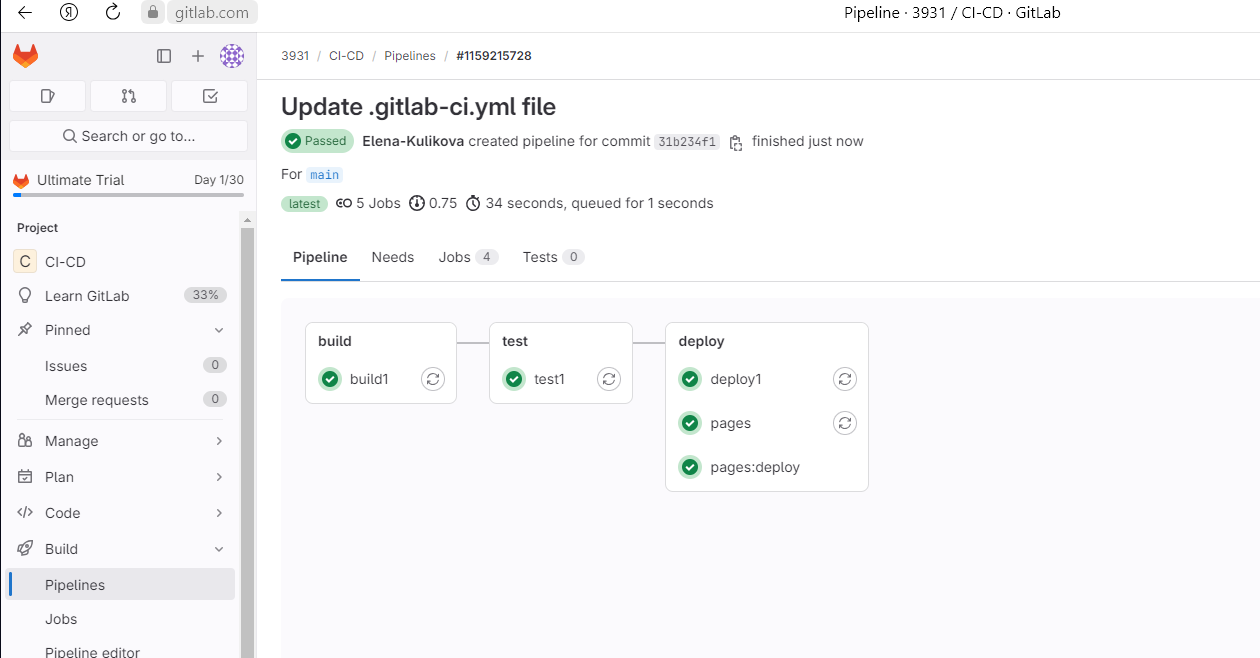 Я gitlab.com Pipeline · 3931 / CI-CD · GitLab
3931 / CI-CD / Pipelines / #1159215728
Search or go to...
Ultimate Trial Day 1/30
Project
C CI-CD
Learn GitLab 33%
Pinned
Issues 0
Merge requests 0
Manage
Plan
Code
Build
Pipelines
Jobs
Pipeline editor
Update .gitlab-ci.yml file
Passed Elena-Kulikova created pipeline for commit 31b234f1 finished just now
For main
latest 5 Jobs 0.75 34 seconds, queued for 1 seconds
Pipeline Needs Jobs 4 Tests 0
build
build1
test
test1
deploy
deploy1
pages
pages:deploy